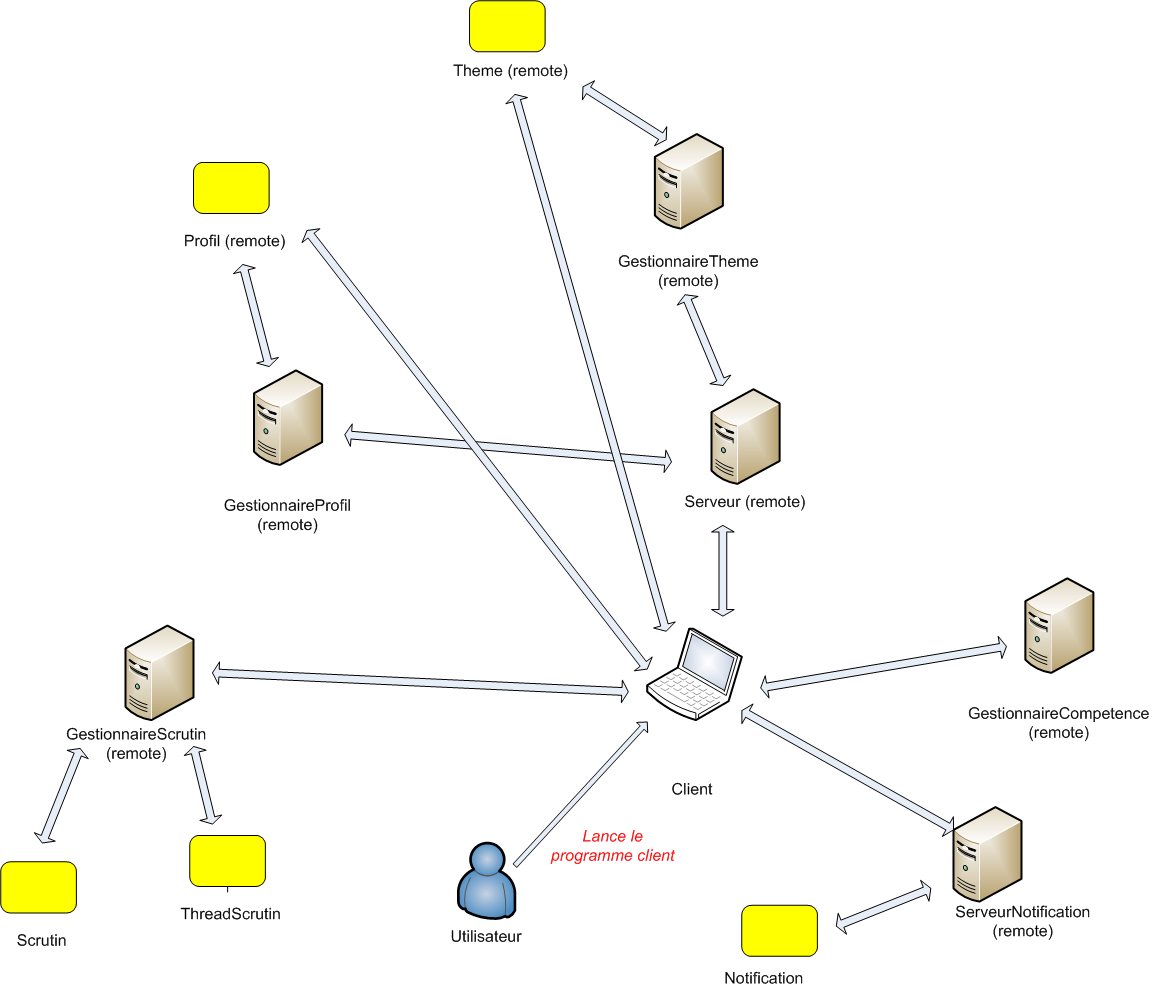 Theme (remote)
Profil (remote)
GestionnaireTheme
(remote)
GestionnaireProfil
(remote)
Serveur (remote)
GestionnaireScrutin
(remote)
GestionnaireCompetence
(remote)
Client
Lance le
programme client
ThreadScrutin
Scrutin
Utilisateur
ServeurNotification
(remote)
Notification